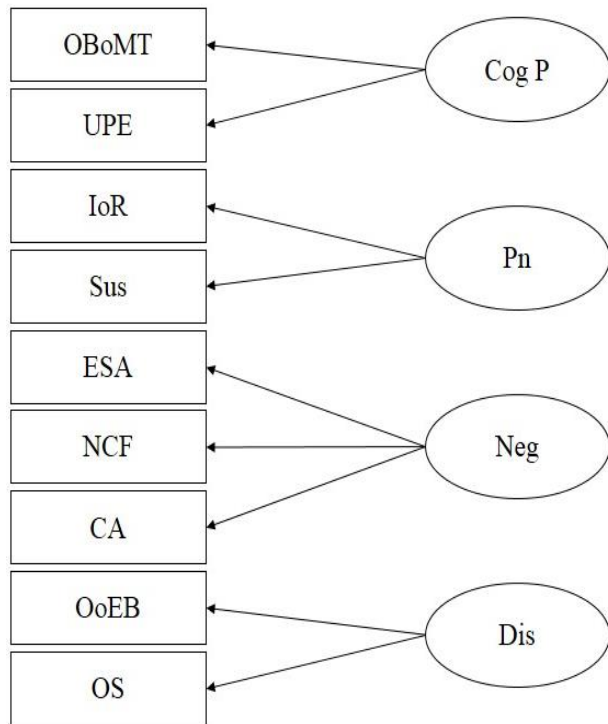 OBoMT
Cog P
UPE
IoR
Pn
Sus
ESA
NCF
Neg
CA
OoEB
Dis
OS